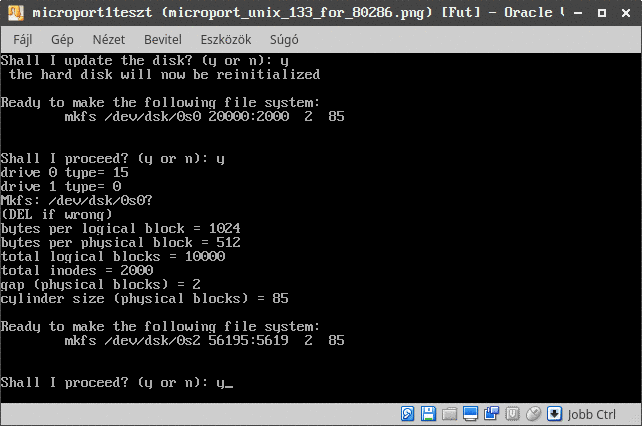 microport1teszt (microport_unix_133_for_80286.png) [Fut] - Oracle
Fájl Gép Nézet Bevitel Eszközök Súgó
Shall I update the disk? (y or n): y
the hard disk will now be reinitialized
Ready to make the following file system:
mkfs /dev/dsk/0s0 20000:2000 2 85
Shall I proceed? (y or n): y
drive 0 type= 15
drive 1 type= 0
Mkfs: /dev/dsk/0s0?
(DEL if wrong)
bytes per logical block = 1024
bytes per physical block = 512
total logical blocks = 10000
total inodes = 2000
gap (physical blocks) = 2
cylinder size (physical blocks) = 85
Ready to make the following file system:
mkfs /dev/dsk/0s2 56195:5619 2 85
Shall I proceed? (y or n): y_
Jobb Ctrl